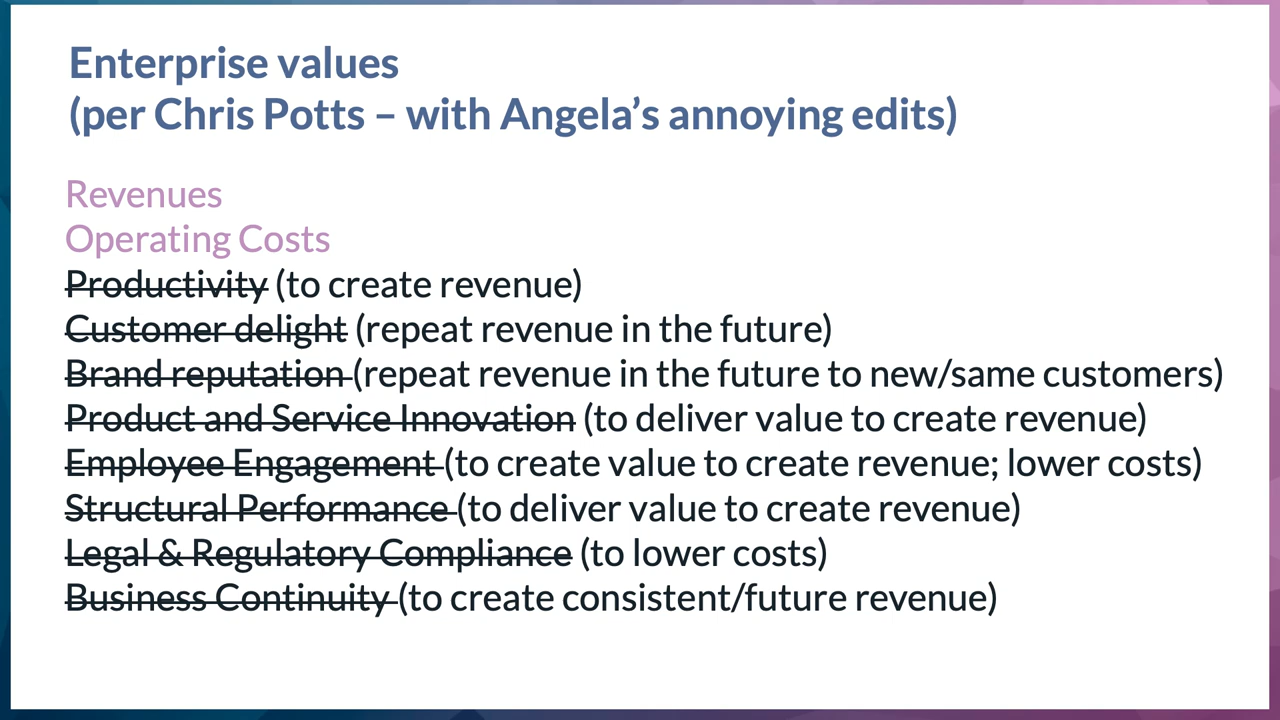 Enterprise values
(per Chris Potts – with Angela’s annoying edits)
Revenues
Operating Costs
Productivity (to create revenue)
Customer delight (repeat revenue in the future)
Brand reputation (repeat revenue in the future to new/same customers)
Product and Service Innovation (to deliver value to create revenue)
Employee Engagement (to create value to create revenue; lower costs)
Structural Performance (to deliver value to create revenue)
Legal & Regulatory Compliance (to lower costs)
Business Continuity (to create consistent/future revenue)